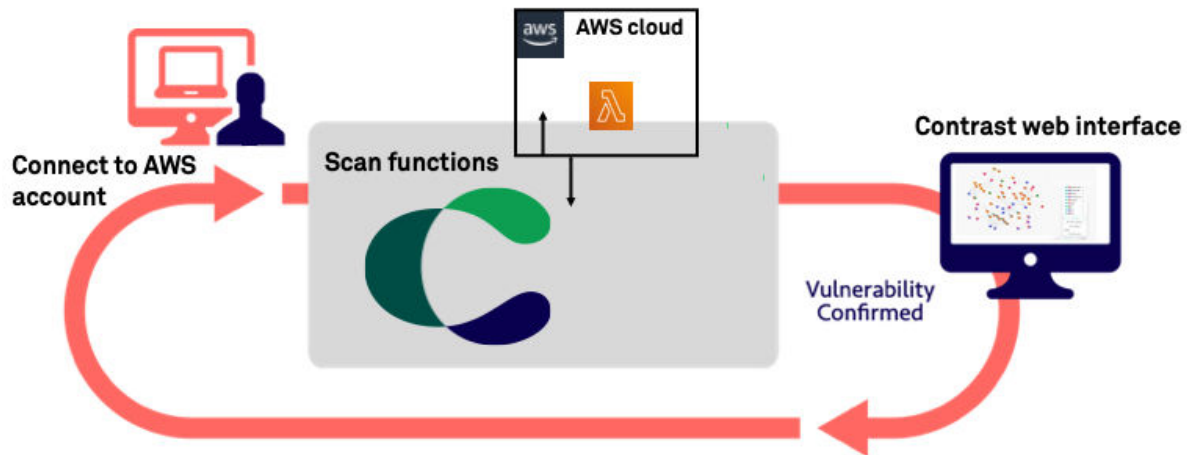 aws
AWS cloud
Contrast web interface
Connect to AWS
account
Scan functions
Vulnerability
Confirmed